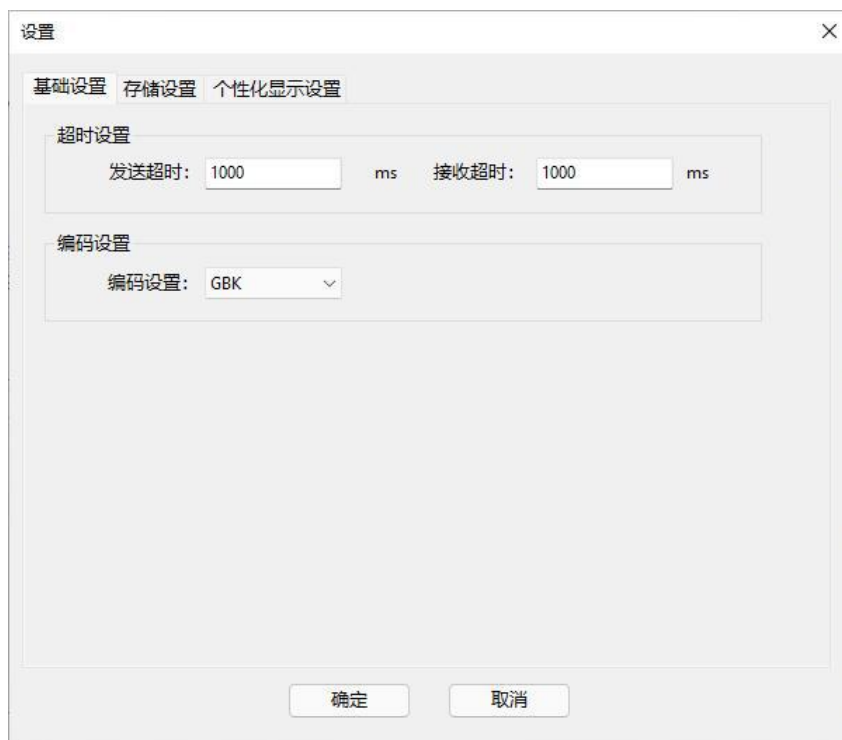 设置
基础设置 存储设置 个性化显示设置
超时设置
发送超时: 1000 ms 接收超时: 1000 ms
编码设置
编码设置: GBK
确定 取消